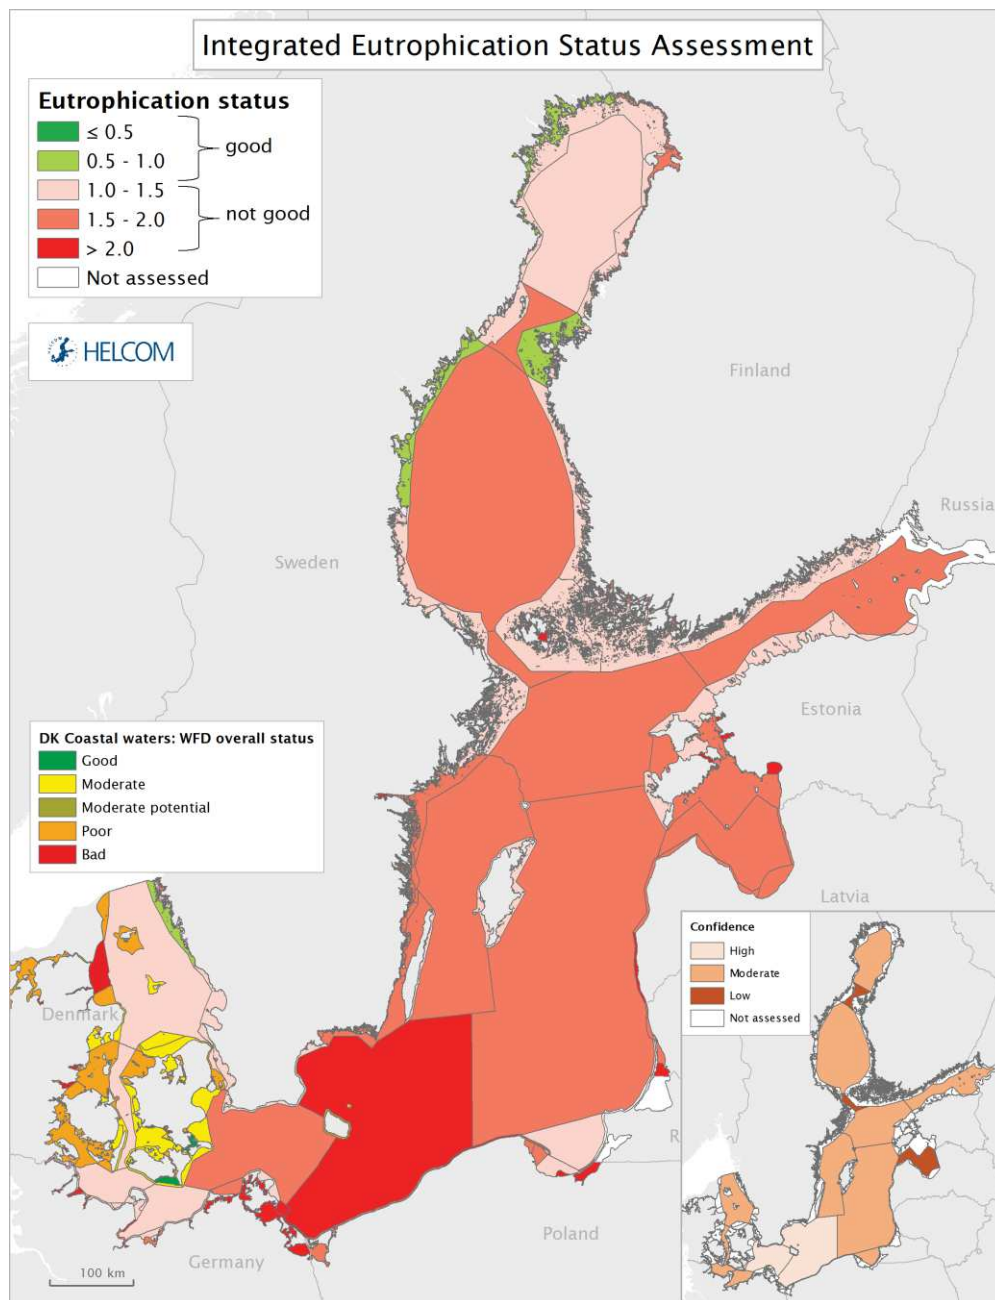 Integrated Eutrophication Status Assessment
Eutrophication status
≤ 0.5
0.5 - 1.0
good
1.0 - 1.5
1.5 - 2.0
not good
> 2.0
Not assessed
HELCOM
Finland
Russia
Sweden
Estonia
DK Coastal waters: WFD overall status
Good
Moderate
Moderate potential
Poor
Bad
Latvia
Confidence
High
Moderate
Low
Not assessed
Denmark
R
Poland
Germany
100 km